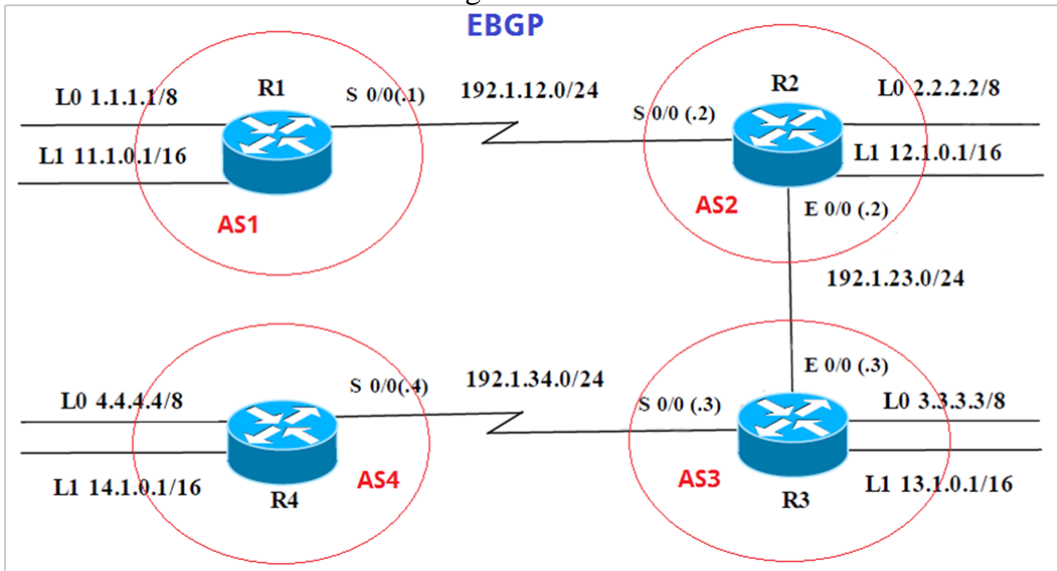 EBGP
R1
L0 1.1.1.1/8
S 0/0(.1)
192.1.12.0/24
L1 11.1.0.1/16
AS1
R2
L0 2.2.2.2/8
S 0/0 (.2)
L1 12.1.0.1/16
AS2
E 0/0 (.2)
192.1.23.0/24
L0 4.4.4.4/8
S 0/0(.4)
192.1.34.0/24
L1 14.1.0.1/16
R4
AS4
E 0/0 (.3)
S 0/0 (.3)
L0 3.3.3.3/8
AS3
L1 13.1.0.1/16
R3